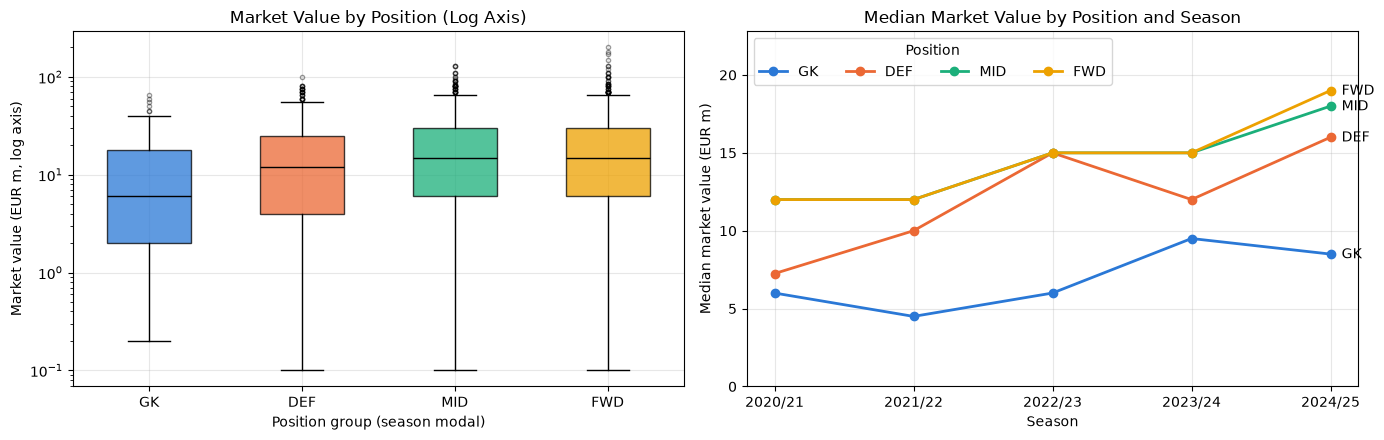 Market Value by Position (Log Axis)
Market value (EUR m, log axis)
10²
10¹
10⁰
10⁻¹
GK DEF MID FWD
Position group (season modal)
Median Market Value by Position and Season
Median market value (EUR m)
Position
GK DEF MID FWD
20
15
10
5
0
FWD
MID
DEF
GK
2020/21 2021/22 2022/23 2023/24 2024/25
Season